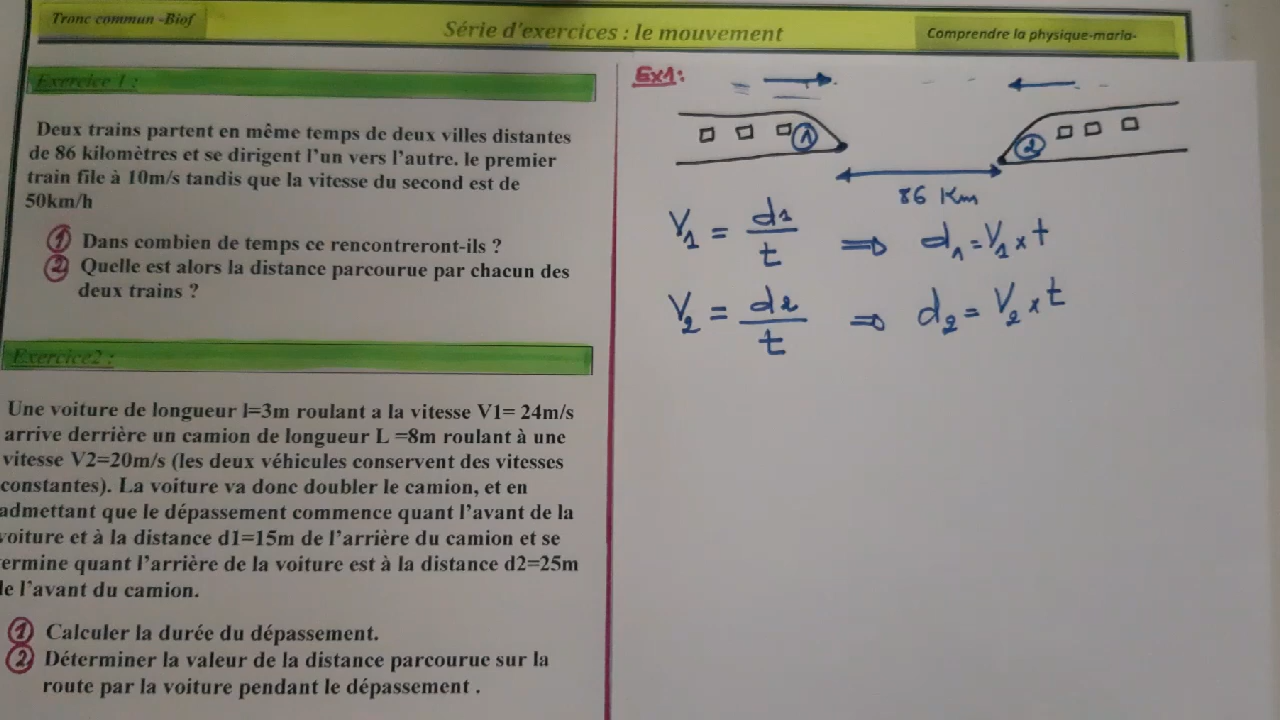 Tronc commun -Biof
Série d'exercices : le mouvement
Comprendre la physique-maria-
Exercice 1 :
Deux trains partent en même temps de deux villes distantes
de 86 kilomètres et se dirigent l'un vers l'autre. le premier
train file à 10m/s tandis que la vitesse du second est de
50km/h
1 Dans combien de temps ce rencontreront-ils ?
2 Quelle est alors la distance parcourue par chacun des
deux trains ?
Exercice2 :
Une voiture de longueur l=3m roulant a la vitesse V1= 24m/s
arrive derrière un camion de longueur L =8m roulant à une
vitesse V2=20m/s (les deux véhicules conservent des vitesses
constantes). La voiture va donc doubler le camion, et en
admettant que le dépassement commence quant l'avant de la
voiture et à la distance d1=15m de l'arrière du camion et se
termine quant l'arrière de la voiture est à la distance d2=25m
de l'avant du camion.
1 Calculer la durée du dépassement.
2 Déterminer la valeur de la distance parcourue sur la
route par la voiture pendant le dépassement .
Ex1:
1
2
86 Km
V1 = d1/t ⇒ d1 = V1 × t
V2 = d2/t ⇒ d2 = V2 × t